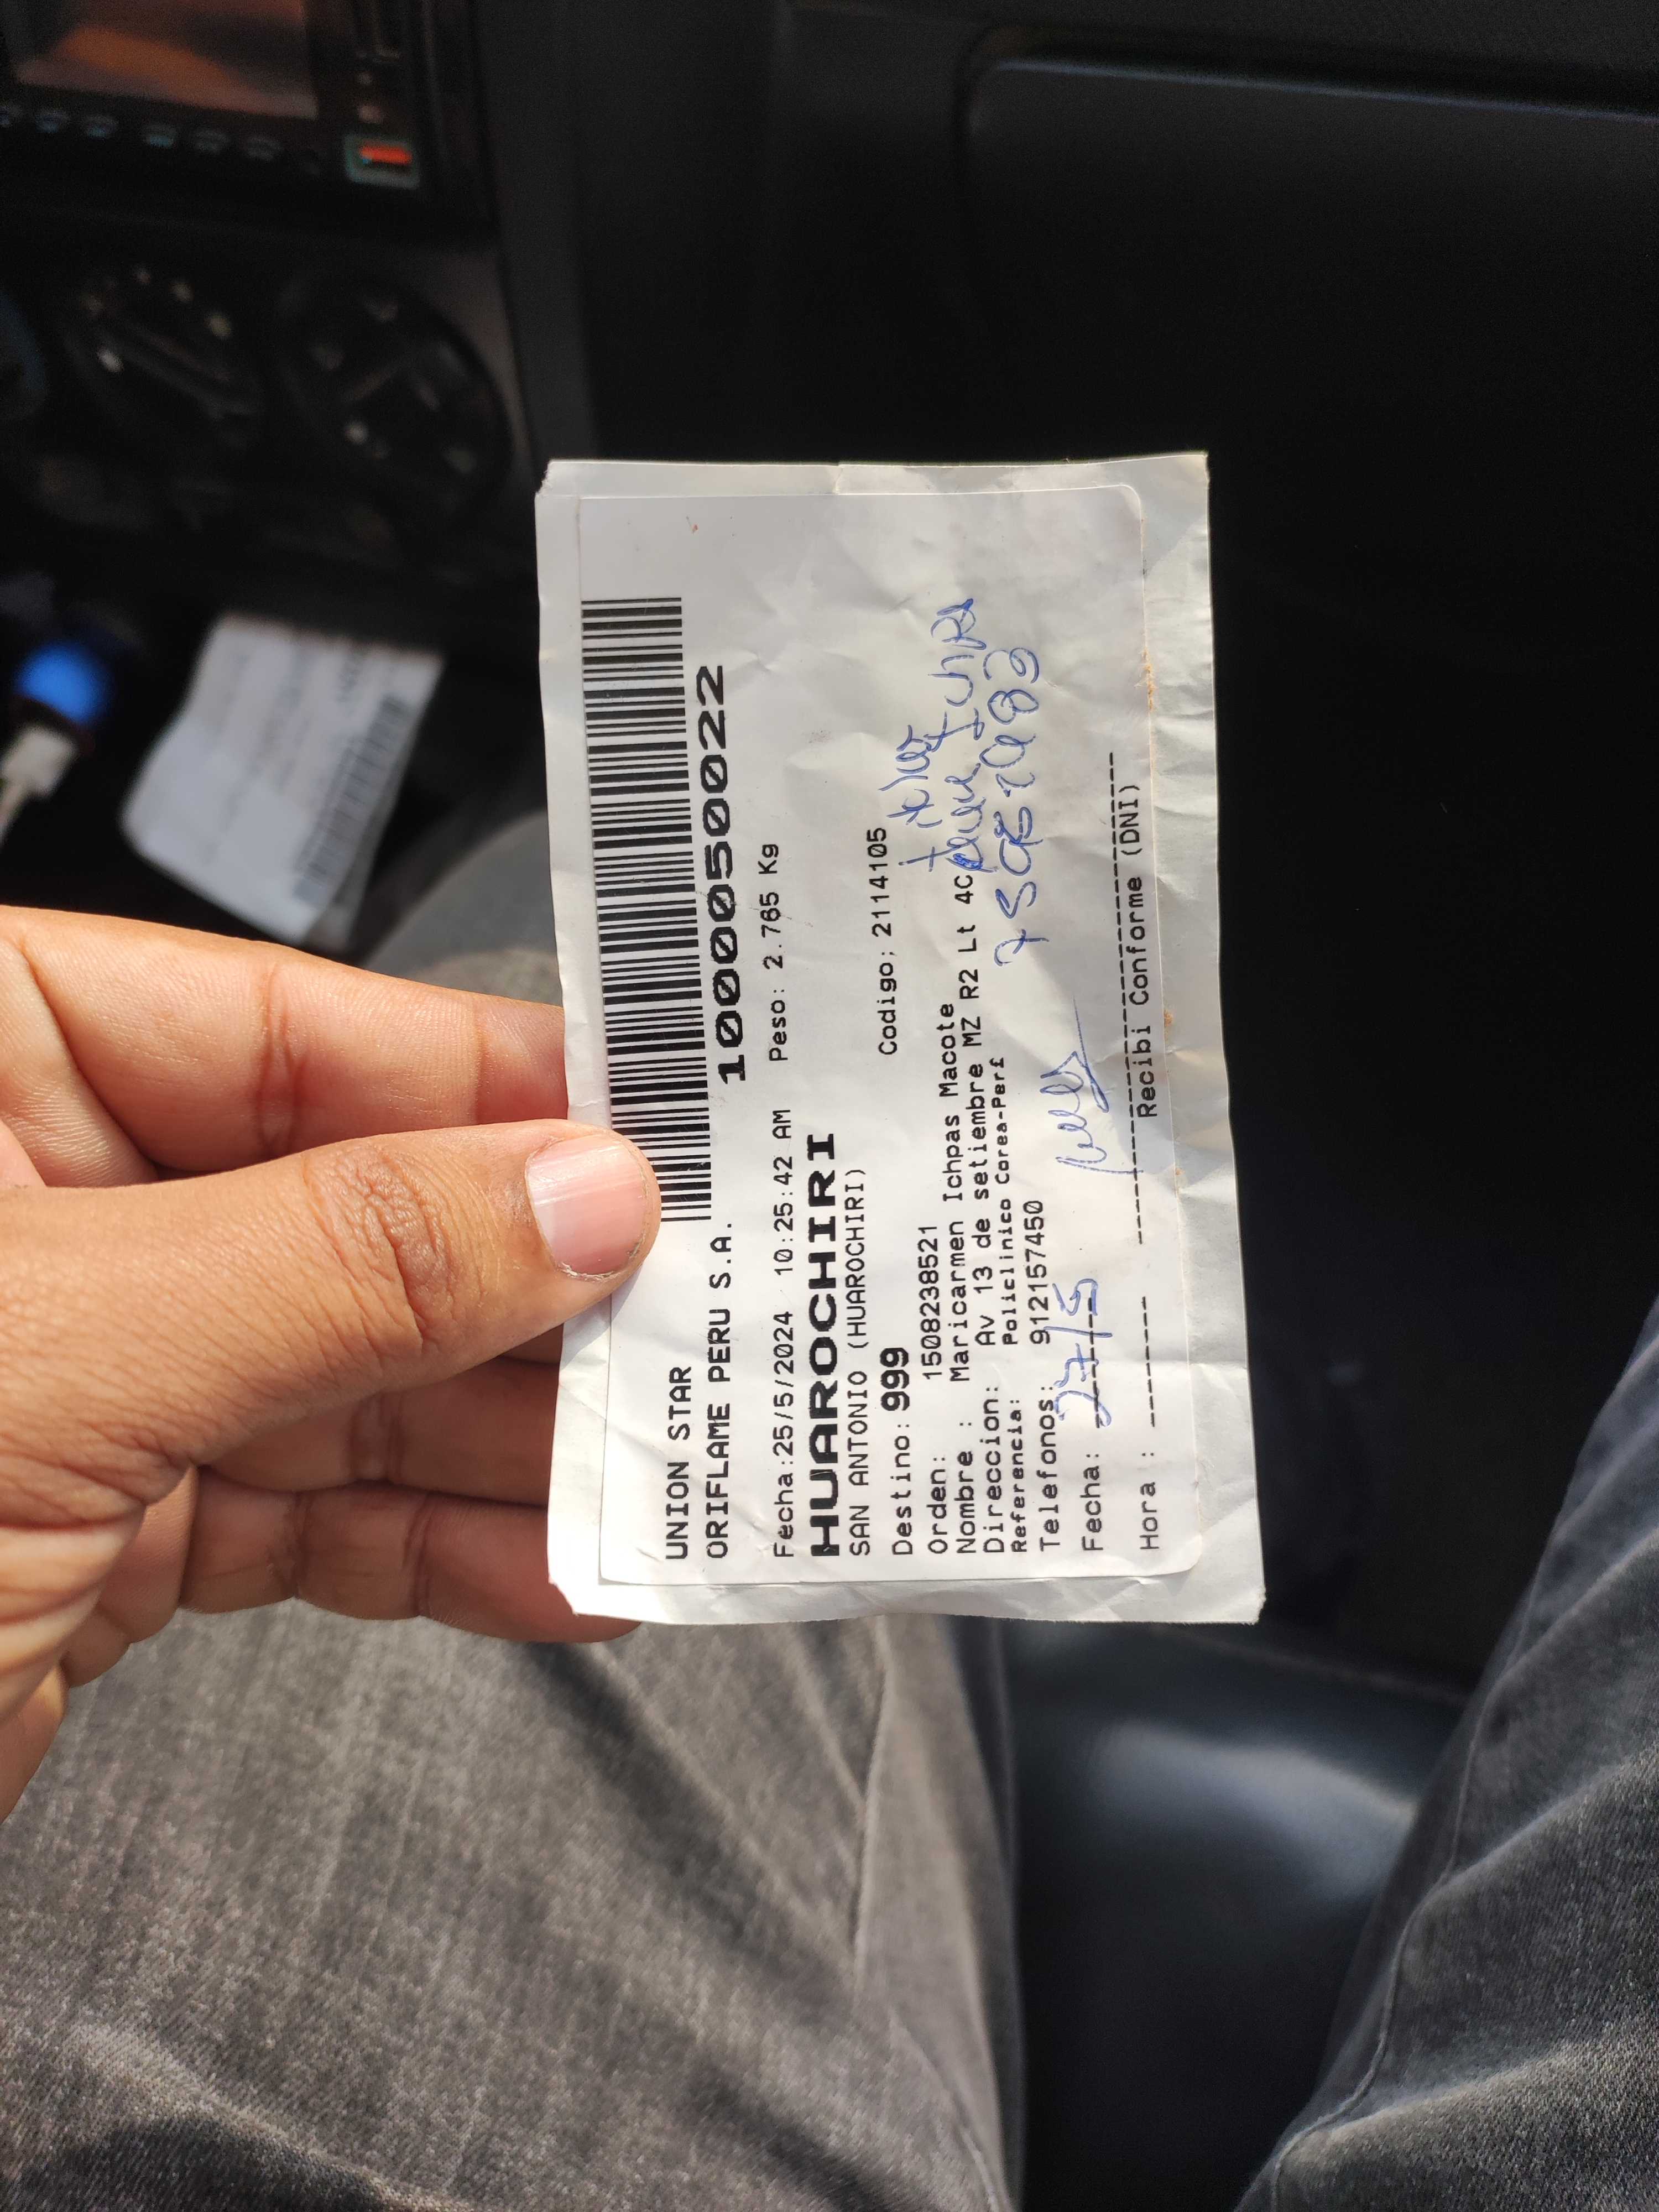 UNION STAR
ORIFLAME PERU S.A. 10000550022
Fecha:25/5/2024 10:25:42 AM Peso: 2.765 Kg
HUAROCHIRI
SAN ANTONIO (HUAROCHIRI)
Destino: 999 Codigo; 2114105
Orden: 1508238521
Nombre : Maricarmen Ichpas Macote
Direccion: Av 13 de setiembre MZ R2 Lt 4C
Referencia: Policlinico Corea-Perf
Telefonos: 912157450
Fecha: 27/5
Hora : Recibi Conforme (DNI)